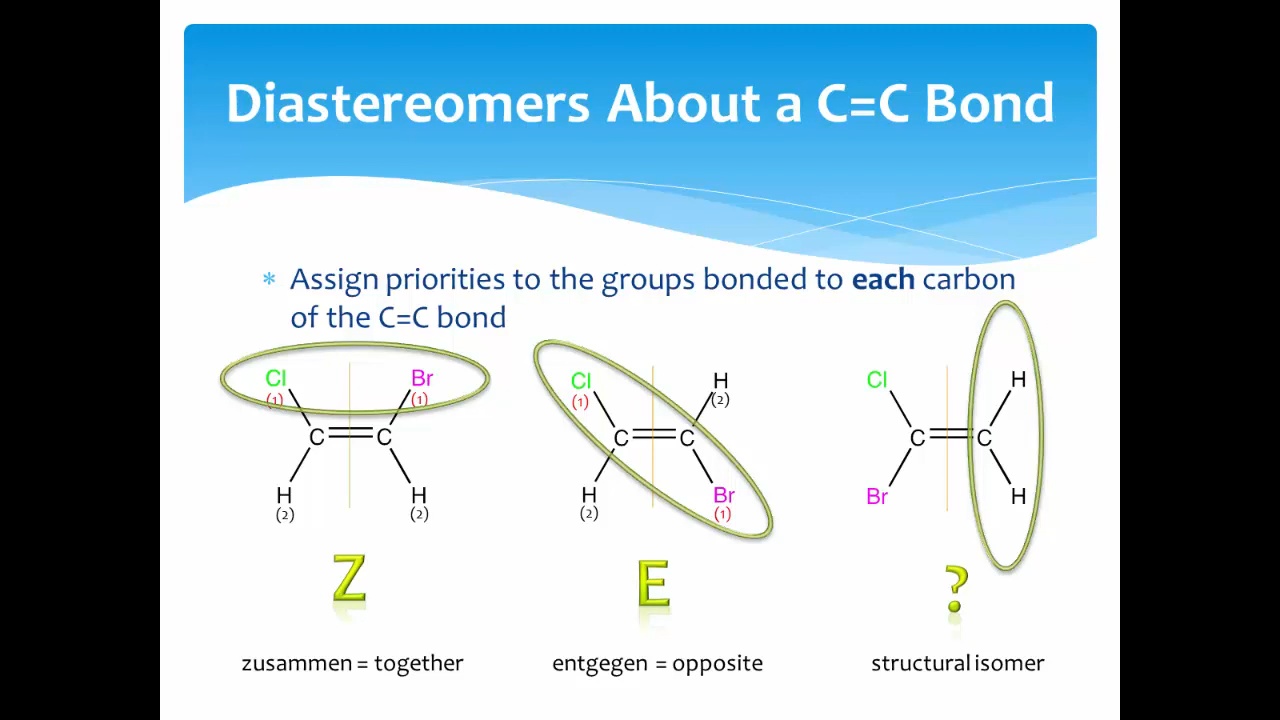 Diastereomers About a C=C Bond
* Assign priorities to the groups bonded to each carbon
of the C=C bond
Cl Br
(1) (1)
C C
H H
(2) (2)
Z
zusammen = together
Cl H
(1) (2)
C C
H Br
(2) (1)
E
entgegen = opposite
Cl H
C C
Br H
?
structural isomer